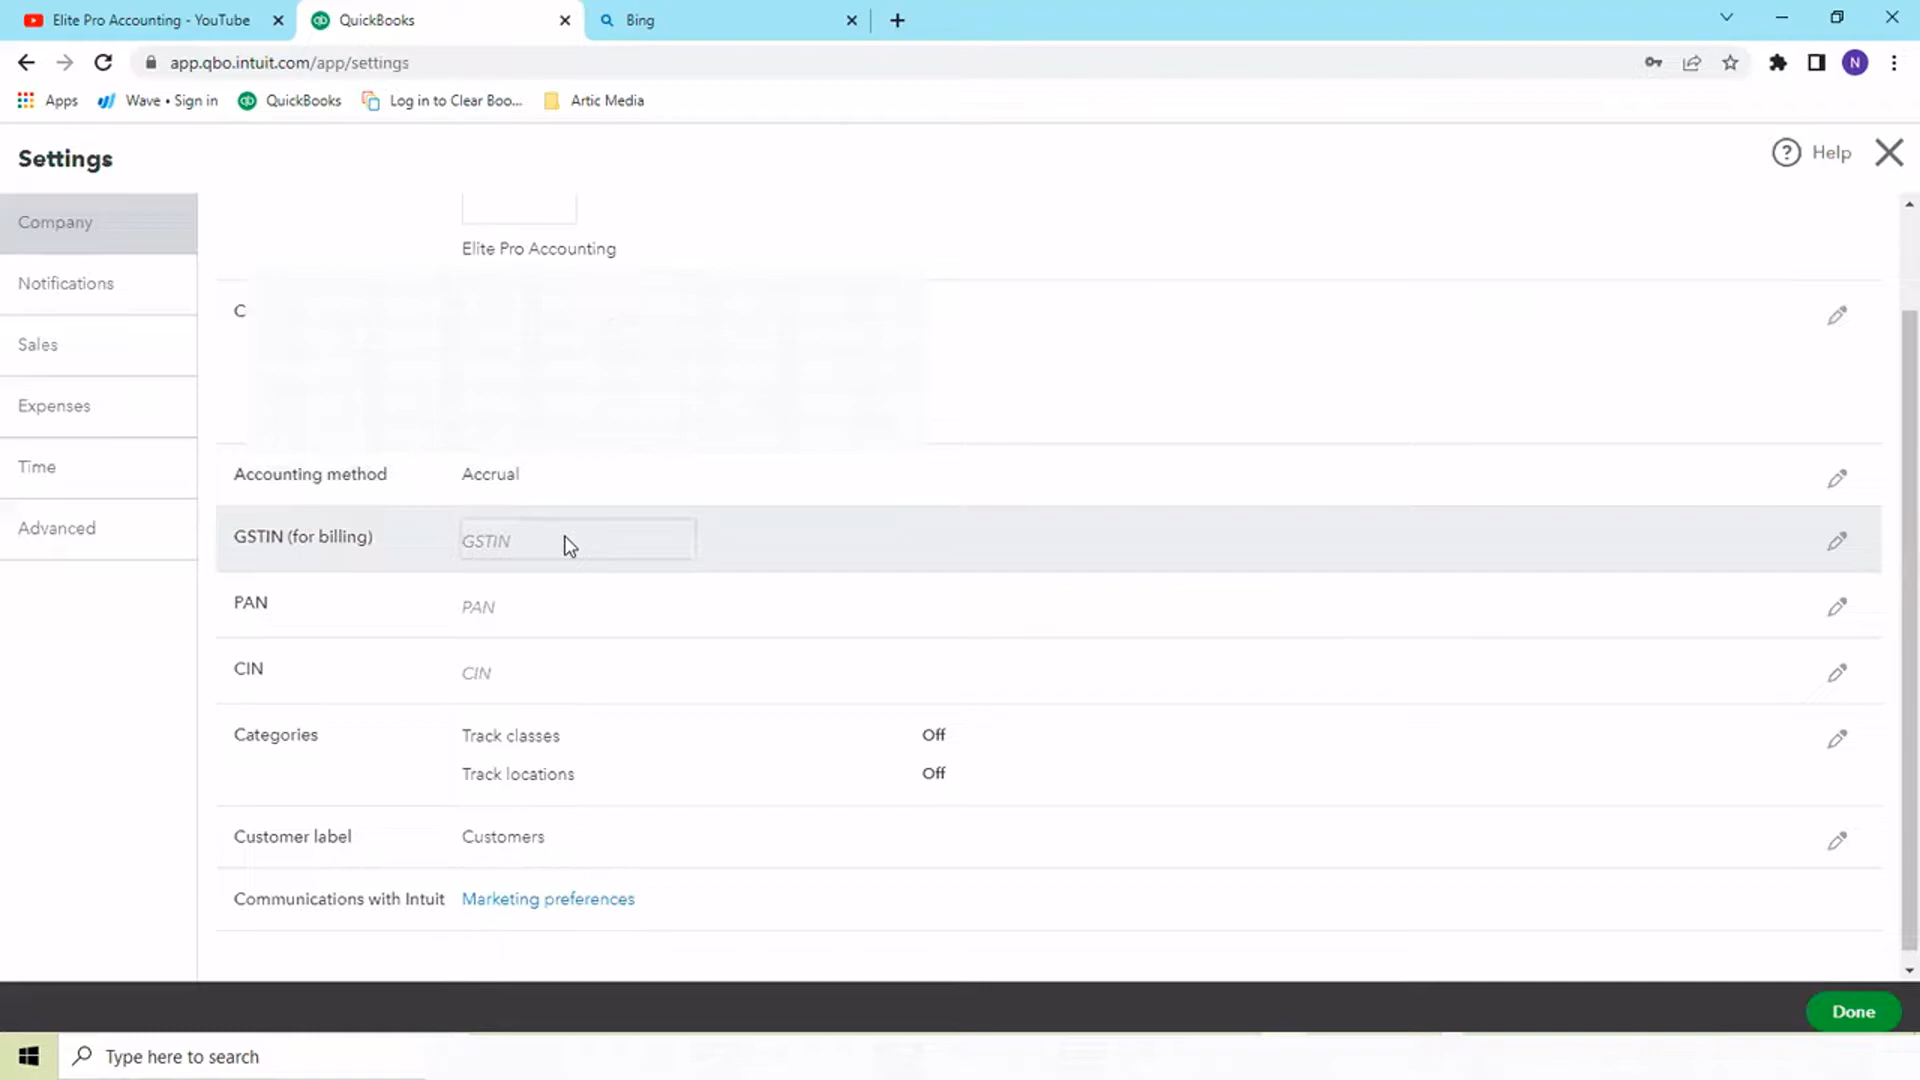 Elite Pro Accounting - YouTube
QuickBooks
Bing
app.qbo.intuit.com/app/settings
N
Apps
Wave • Sign in
QuickBooks
Log in to Clear Boo...
Artic Media
Settings
Help
Company
Notifications
Sales
Expenses
Time
Advanced
Elite Pro Accounting
C
Accounting method Accrual
GSTIN (for billing) GSTIN
PAN PAN
CIN CIN
Categories Track classes Off
Track locations Off
Customer label Customers
Communications with Intuit Marketing preferences
Done
Type here to search